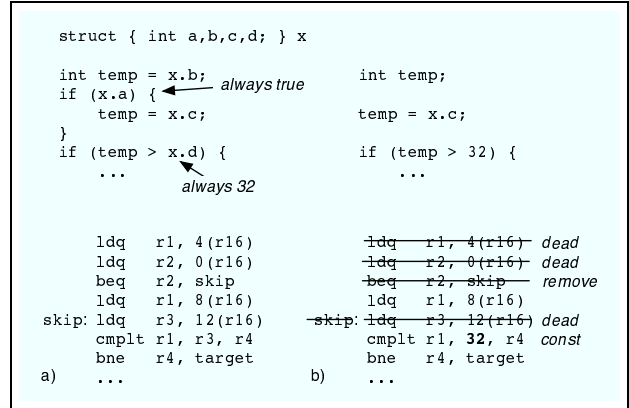 struct { int a,b,c,d; } x
int temp = x.b;
if (x.a) {
always true
temp = x.c;
}
if (temp > x.d) {
...
always 32
int temp;
temp = x.c;
if (temp > 32) {
...
ldq r1, 4(r16)
ldq r2, 0(r16)
beq r2, skip
ldq r1, 8(r16)
skip: ldq r3, 12(r16)
cmplt r1, r3, r4
bne r4, target
a) ...
ldq r1, 4(r16) dead
ldq r2, 0(r16) dead
beq r2, skip remove
ldq r1, 8(r16)
skip: ldq r3, 12(r16) dead
cmplt r1, 32, r4 const
bne r4, target
b) ...